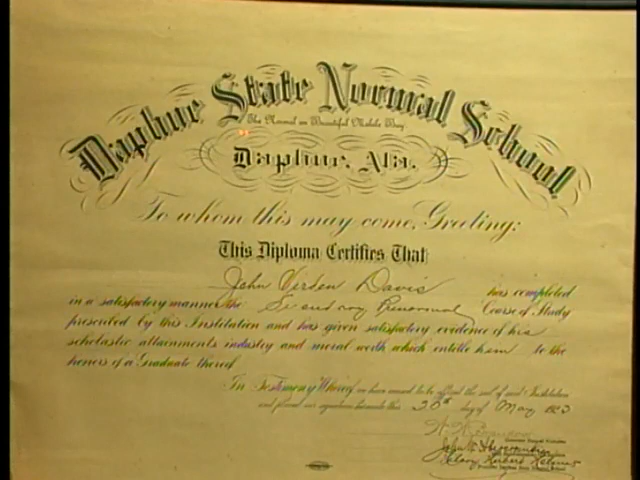 Daphne State Normal School
The Normal on Beautiful Mobile Bay.
Daphne, Ala.
To whom this may come, Greeting:
This Diploma Certifies That
John Verdon Davis has completed
in a satisfactory manner the Course of Study
prescribed by this Institution and has given satisfactory evidence of his
scholastic attainments industry and moral worth which entitle him to the
honors of a Graduate thereof
In Testimony Whereof we have caused to be affixed the seal of said Institution
and placed our signatures hereunto this 30th day of May